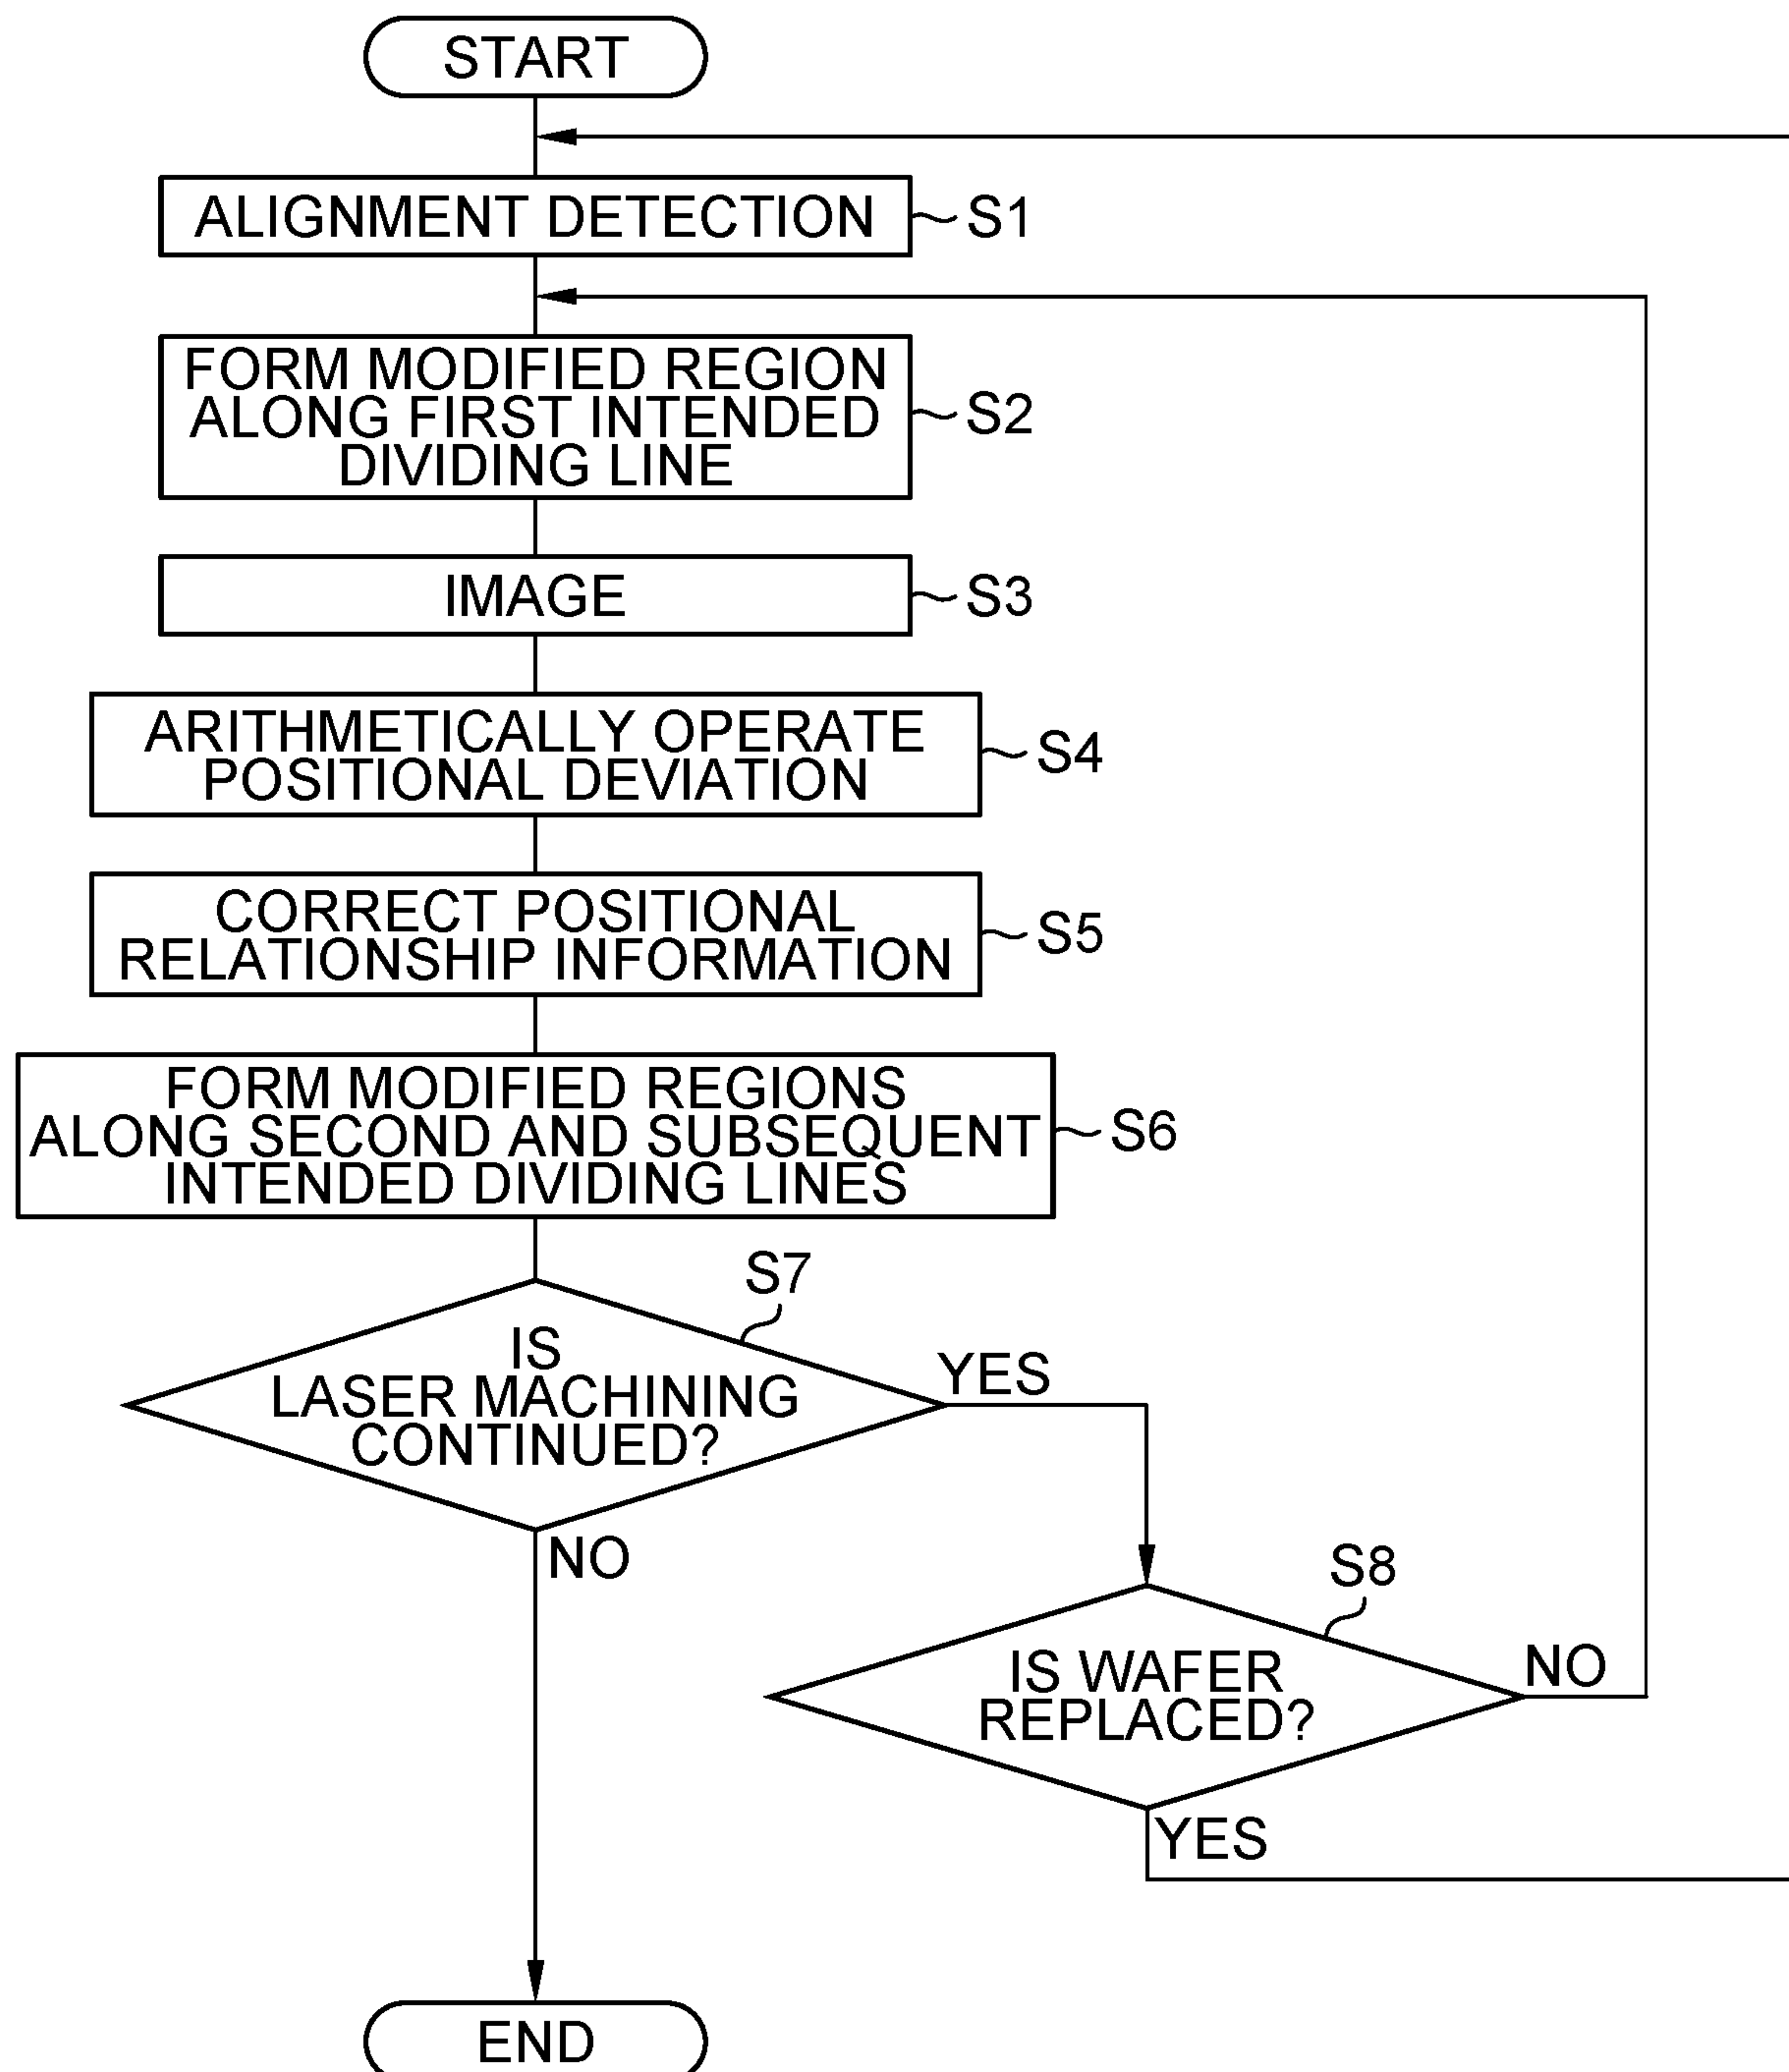 START
ALIGNMENT DETECTION
S1
FORM MODIFIED REGION
ALONG FIRST INTENDED
DIVIDING LINE
S2
IMAGE
S3
ARITHMETICALLY OPERATE
POSITIONAL DEVIATION
S4
CORRECT POSITIONAL
RELATIONSHIP INFORMATION
S5
FORM MODIFIED REGIONS
ALONG SECOND AND SUBSEQUENT
INTENDED DIVIDING LINES
S6
S7
IS
LASER MACHINING
CONTINUED?
YES
NO
S8
IS WAFER
REPLACED?
NO
YES
END